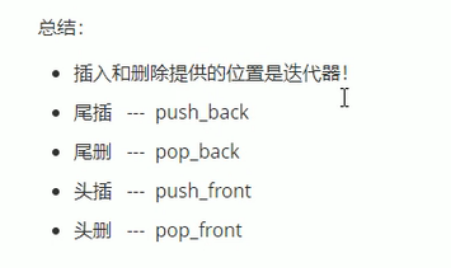 总结：
• 插入和删除提供的位置是迭代器！
• 尾插 --- push_back
• 尾删 --- pop_back
• 头插 --- push_front
• 头删 --- pop_front